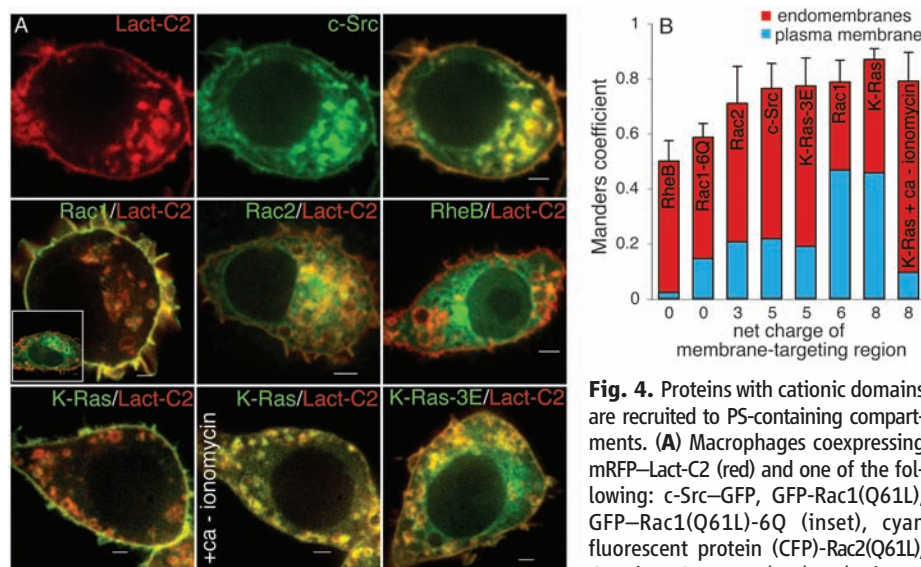 A Lact-C2 c-Src
Rac1/Lact-C2 Rac2/Lact-C2 RheB/Lact-C2
K-Ras/Lact-C2 K-Ras/Lact-C2 K-Ras-3E/Lact-C2
+ca - ionomycin
B
endomembranes
plasma membrane
Manders coefficient
1
0.8
0.6
0.4
0.2
0
RheB
Rac1-6Q
Rac2
c-Src
K-Ras-3E
Rac1
K-Ras
K-Ras + ca - ionomycin
0 0 3 5 5 6 8 8
net charge of
membrane-targeting region
Fig. 4. Proteins with cationic domains
are recruited to PS-containing compart-
ments. (A) Macrophages coexpressing
mRFP–Lact-C2 (red) and one of the fol-
lowing: c-Src–GFP, GFP-Rac1(Q61L),
GFP–Rac1(Q61L)-6Q (inset), cyan
fluorescent protein (CFP)-Rac2(Q61L),